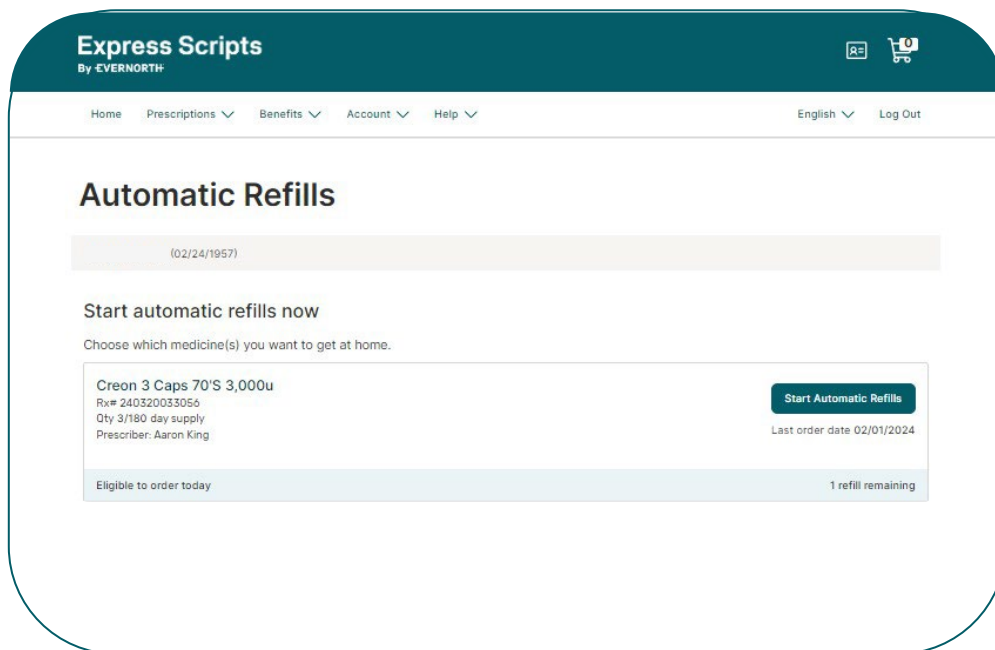 Express Scripts
By EVERNORTH
0
Home Prescriptions Benefits Account Help English Log Out
Automatic Refills
(02/24/1957)
Start automatic refills now
Choose which medicine(s) you want to get at home.
Creon 3 Caps 70'S 3,000u
Rx# 240320033056
Qty 3/180 day supply
Prescriber: Aaron King
Start Automatic Refills
Last order date 02/01/2024
Eligible to order today
1 refill remaining